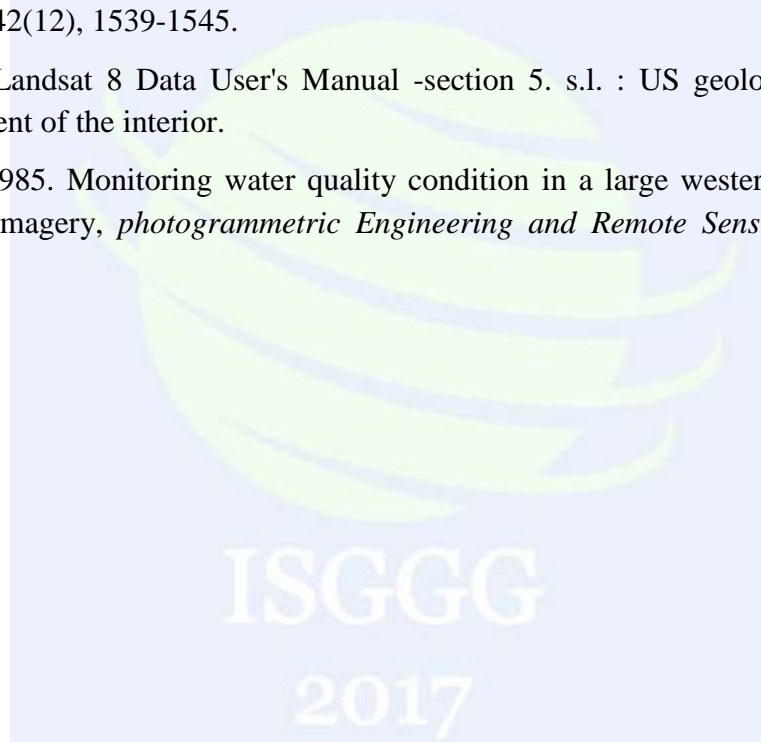 42(12), 1539-1545.
Landsat 8 Data User's Manual -section 5. s.l. : US geolo
ent of the interior.
985. Monitoring water quality condition in a large wester
magery, photogrammetric Engineering and Remote Sens
ISGGG
2017